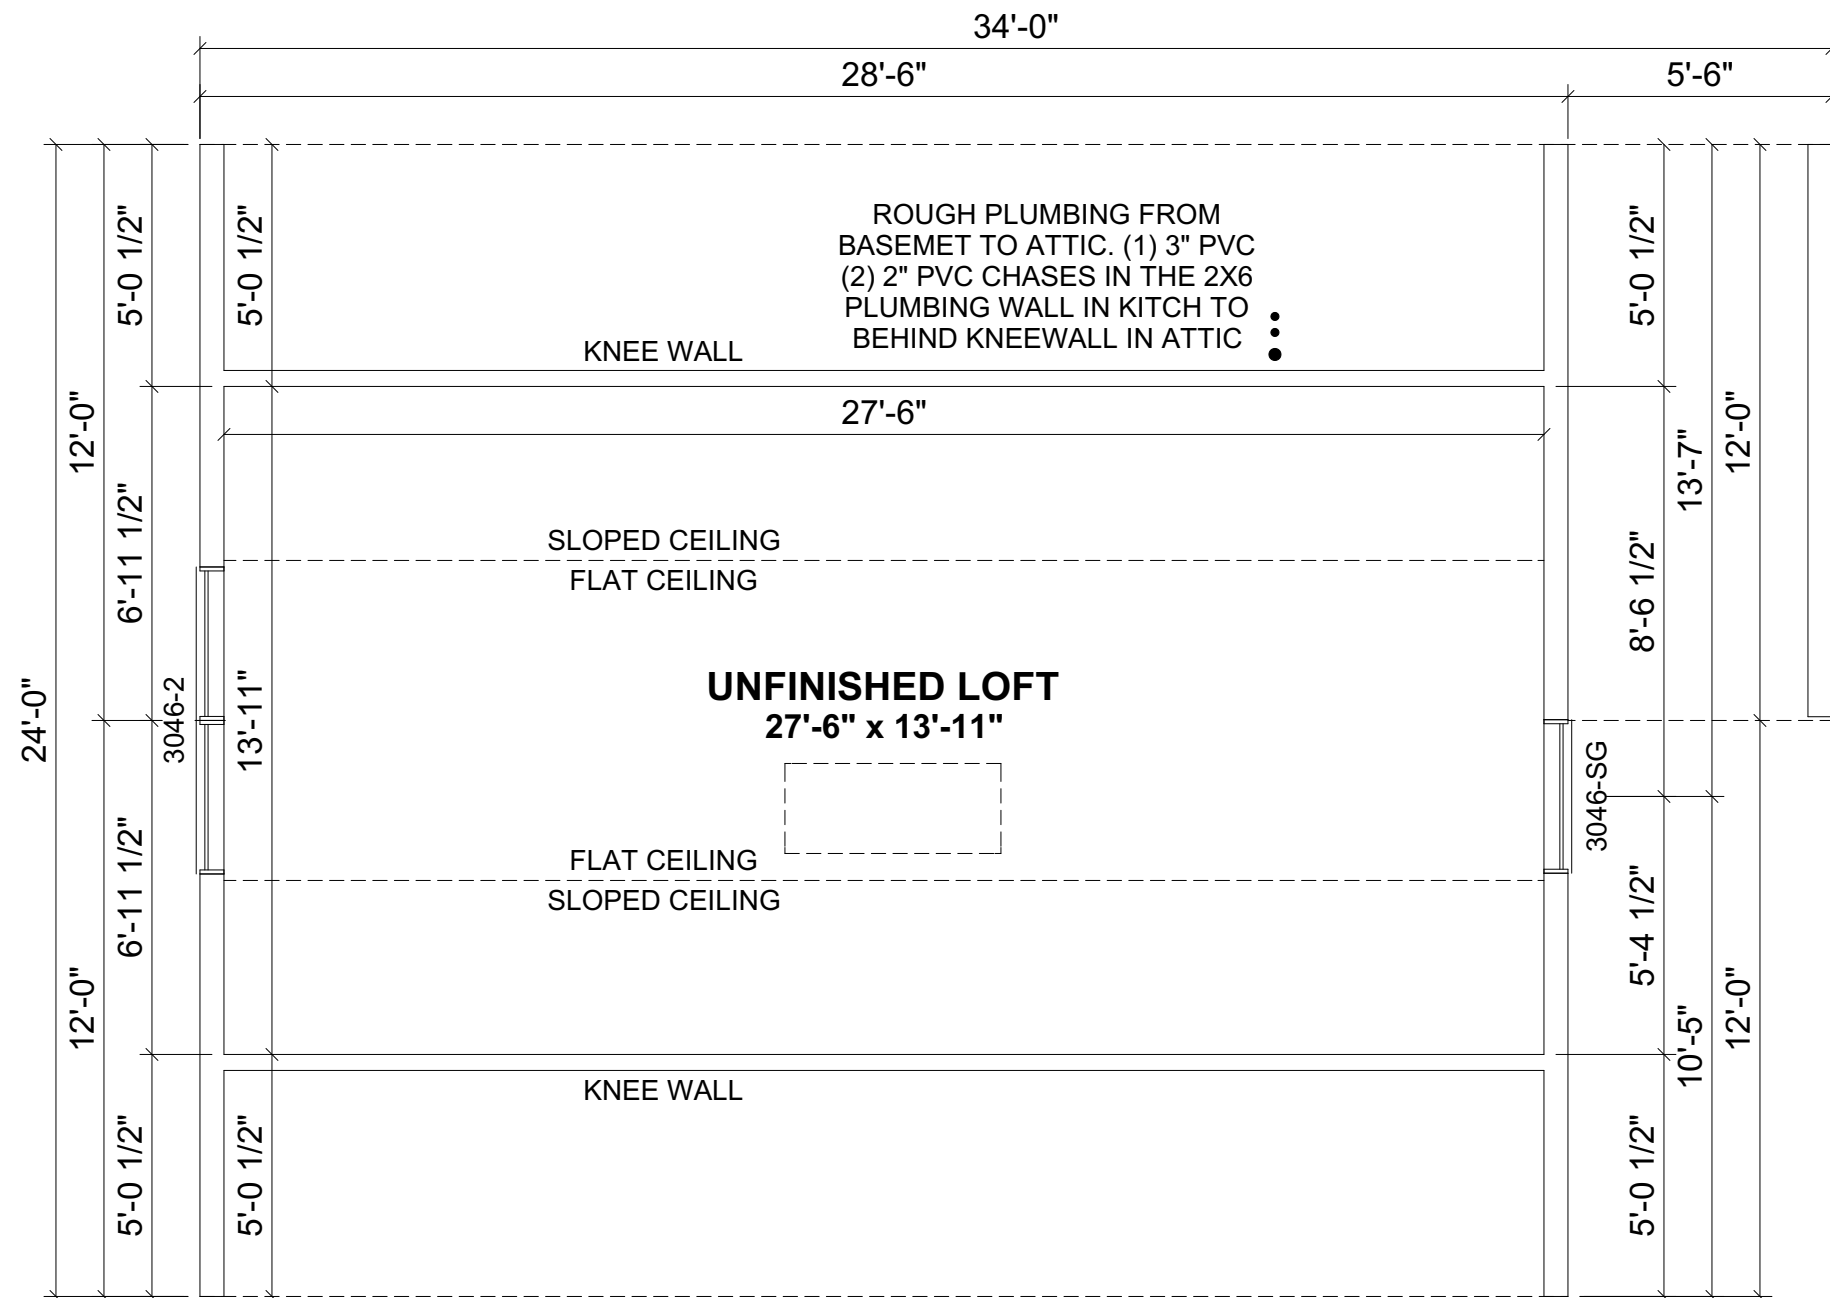 34'-0"
28'-6"
5'-6"
5'-0 1/2"
5'-0 1/2"
ROUGH PLUMBING FROM
BASEMET TO ATTIC. (1) 3" PVC
(2) 2" PVC CHASES IN THE 2X6
PLUMBING WALL IN KITCH TO
BEHIND KNEEWALL IN ATTIC
5'-0 1/2"
KNEE WALL
27'-6"
12'-0"
12'-0"
13'-7"
6'-11 1/2"
SLOPED CEILING
FLAT CEILING
8'-6 1/2"
24'-0"
3046-2
13'-11"
UNFINISHED LOFT
27'-6" x 13'-11"
3046-SG
6'-11 1/2"
FLAT CEILING
SLOPED CEILING
5'-4 1/2"
12'-0"
10'-5"
12'-0"
KNEE WALL
5'-0 1/2"
5'-0 1/2"
5'-0 1/2"